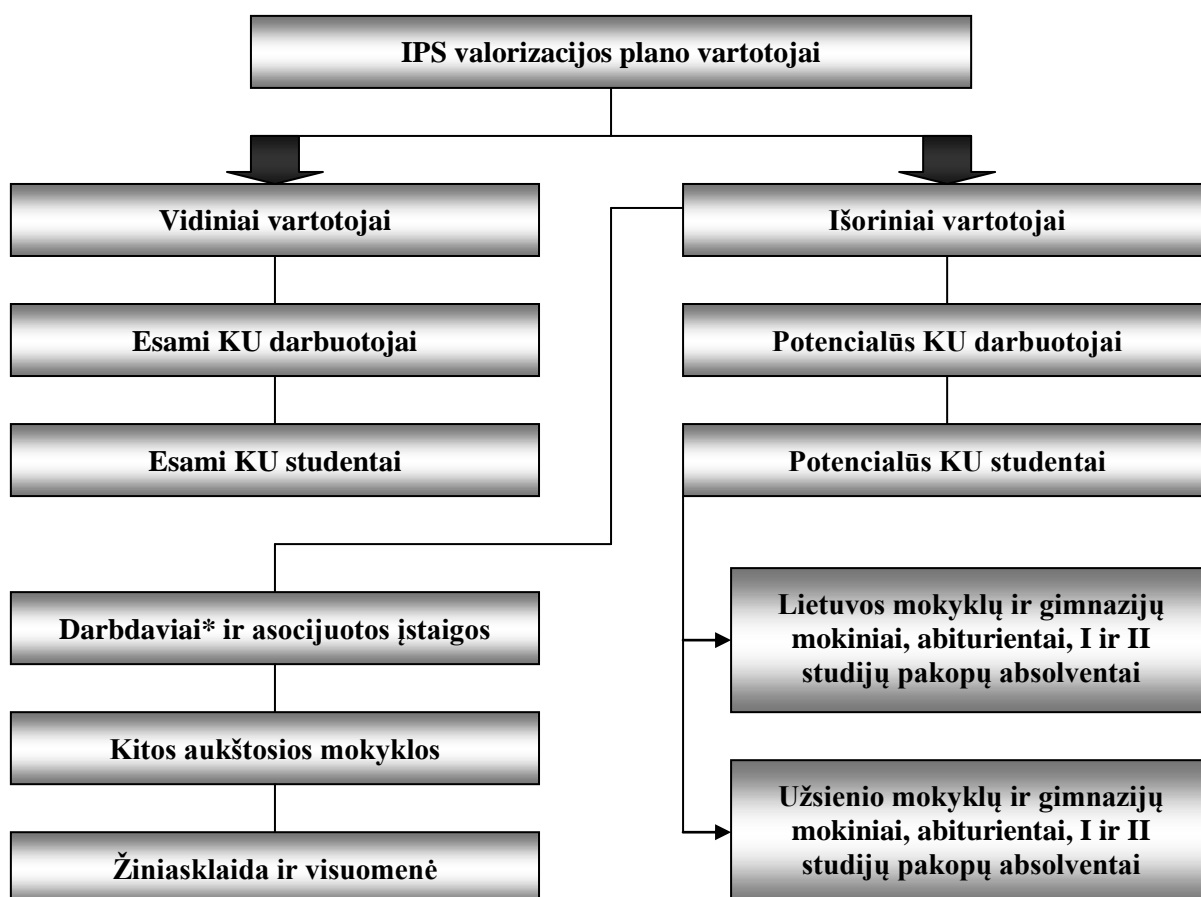 IPS valorizacijos plano vartotojai
Vidiniai vartotojai
Išoriniai vartotojai
Esami KU darbuotojai
Potencialūs KU darbuotojai
Esami KU studentai
Potencialūs KU studentai
Darbdaviai* ir asocijuotos įstaigos
Kitos aukštosios mokyklos
Žiniasklaida ir visuomenė
Lietuvos mokyklų ir gimnazijų
mokiniai, abiturientai, I ir II
studijų pakopų absolventai
Užsienio mokyklų ir gimnazijų
mokiniai, abiturientai, I ir II
studijų pakopų absolventai